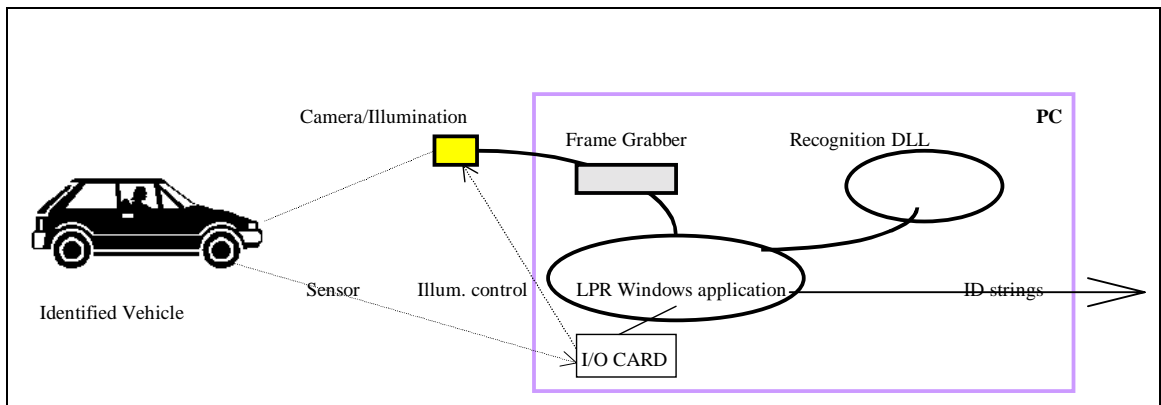 PC
Camera/Illumination
Frame Grabber
Recognition DLL
Sensor
Illum. control
LPR Windows application
ID strings
Identified Vehicle
I/O CARD